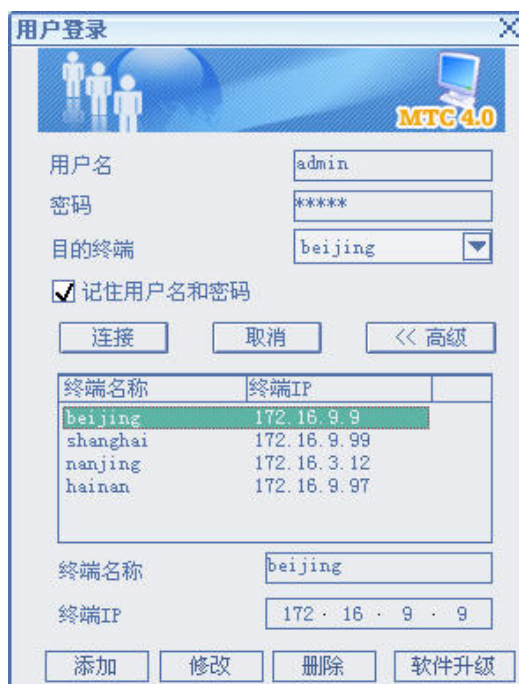 用户登录
MTC 4.0
用户名 admin
密码 *****
目的终端 beijing
记住用户名和密码
连接 取消 << 高级
终端名称 终端IP
beijing 172.16.9.9
shanghai 172.16.9.99
nanjing 172.16.3.12
hainan 172.16.9.97
终端名称 beijing
终端IP 172 · 16 · 9 · 9
添加 修改 删除 软件升级